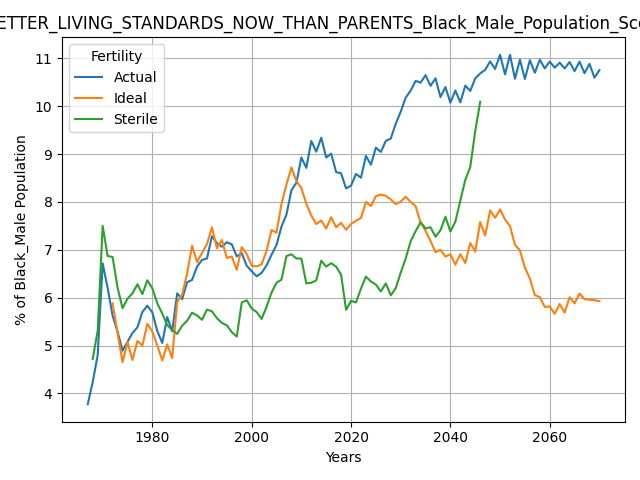 ETTER_LIVING_STANDARDS_NOW_THAN_PARENTS_Black_Male_Population_Sc
Fertility
Actual
Ideal
Sterile
% of Black_Male Population
11
10
9
8
7
6
5
4
1980 2000 2020 2040 2060
Years